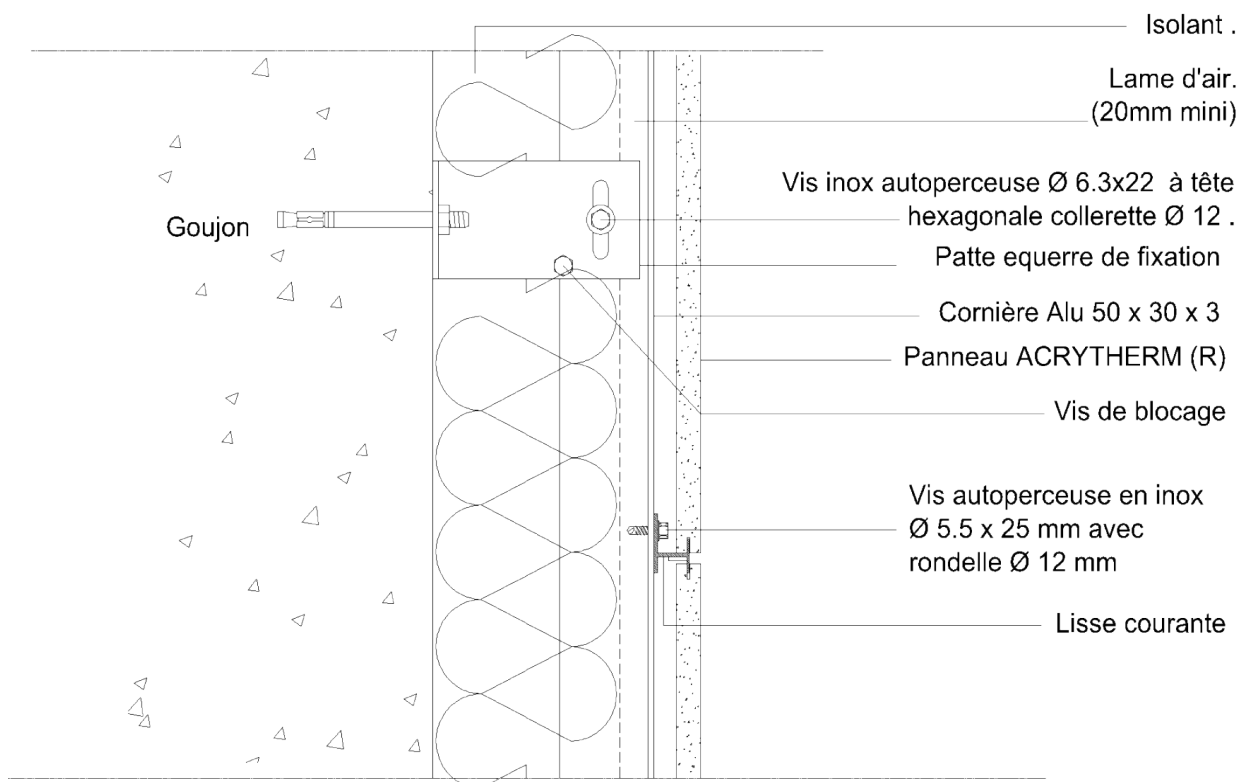 Isolant .
Lame d'air.
(20mm mini)
Vis inox autoperceuse Ø 6.3x22 à tête
hexagonale collerette Ø 12 .
Goujon
Patte equerre de fixation
Cornière Alu 50 x 30 x 3
Panneau ACRYTHERM (R)
Vis de blocage
Vis autoperceuse en inox
Ø 5.5 x 25 mm avec
rondelle Ø 12 mm
Lisse courante